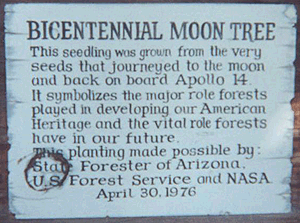 BICENTENNIAL MOON TREE
This seedling was grown from the very
seeds that journeyed to the moon
and back on board Apollo 14.
It symbolizes the major role forests
played in developing our American
Heritage and the vital role forests
have in our future.
This planting made possible by:
State Forester of Arizona.
U.S. Forest Service and NASA
April 30, 1976